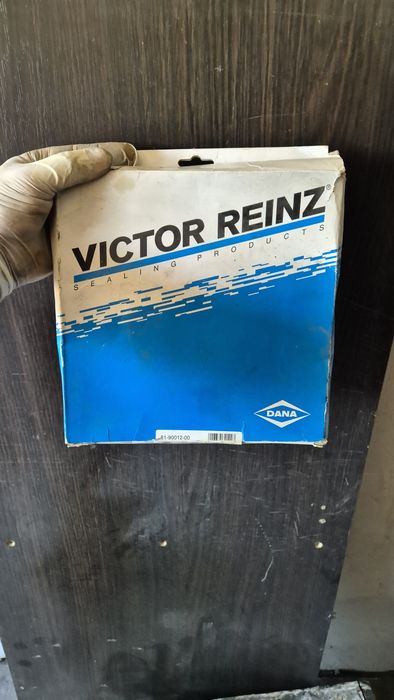 VICTOR REINZ®
SEALING PRODUCTS
DANA
81-90012-00